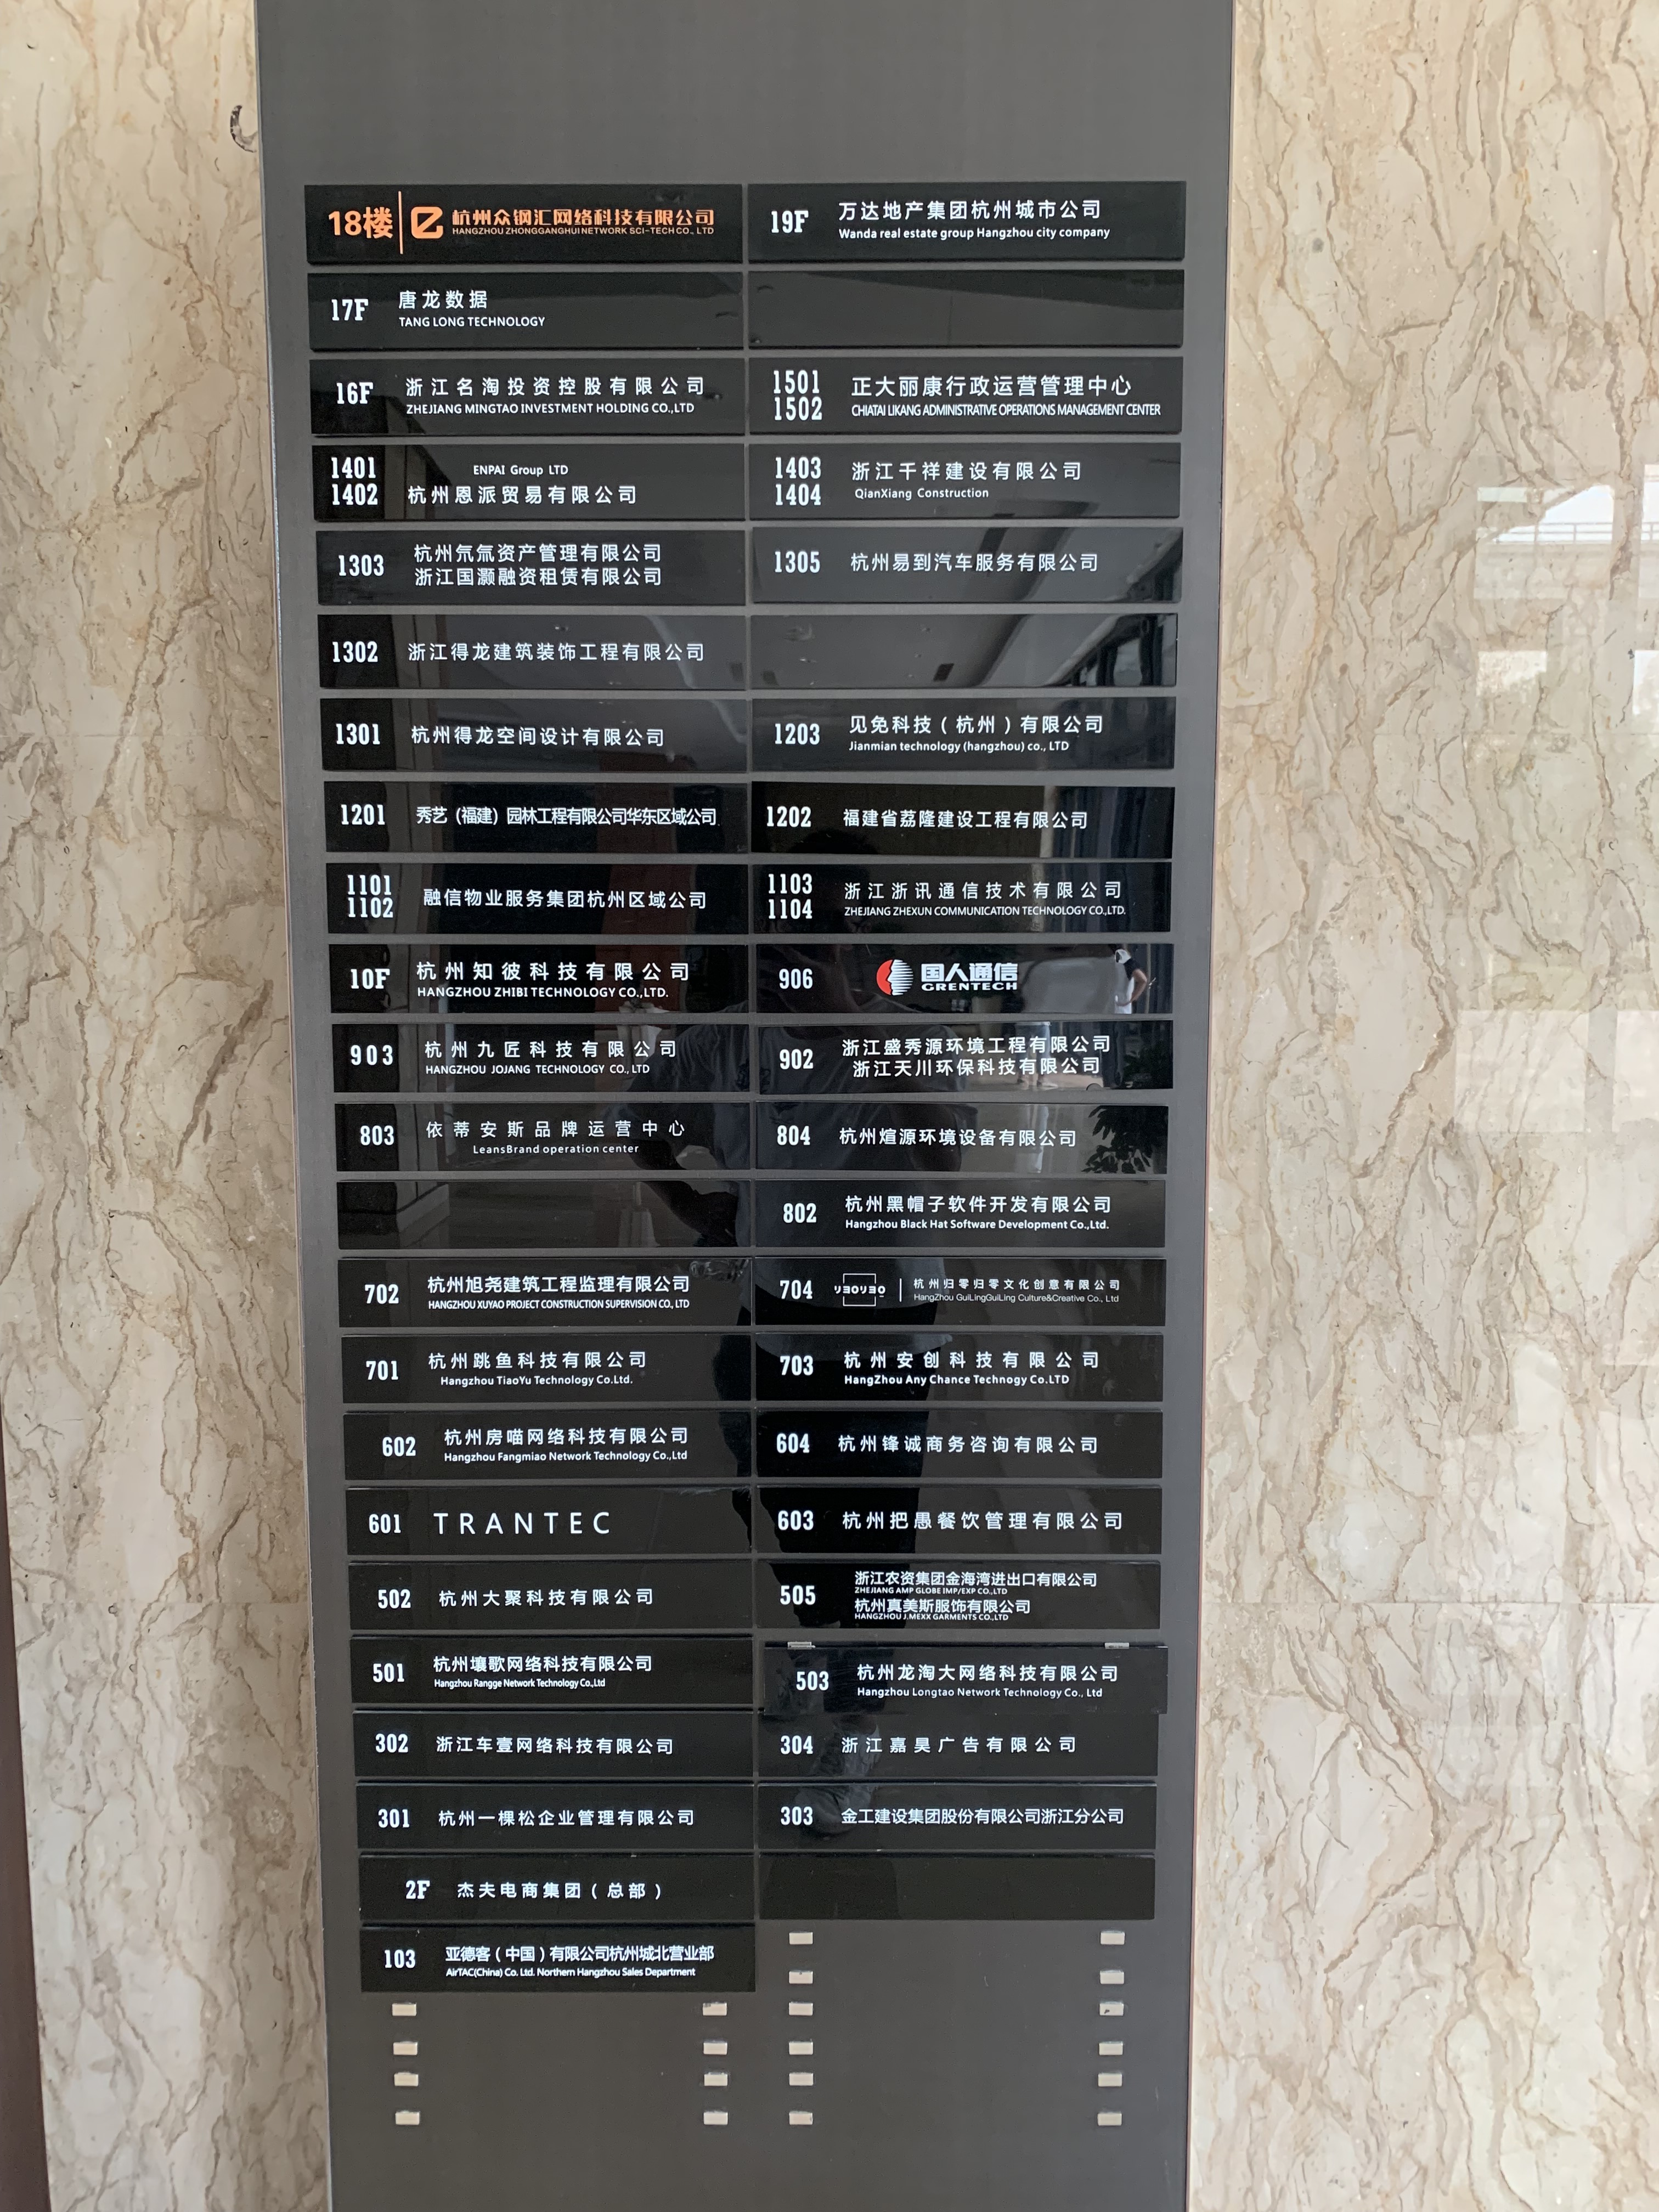 18楼 杭州众钢汇网络科技有限公司
HANGZHOU ZHONGGANGHUI NETWORK SCI-TECH CO., LTD
19F 万达地产集团杭州城市公司
Wanda real estate group Hangzhou city company
17F 唐龙数据
TANG LONG TECHNOLOGY
16F 浙江名淘投资控股有限公司
ZHEJIANG MINGTAO INVESTMENT HOLDING CO.,LTD
1501 正大丽康行政运营管理中心
1502 CHIATAI LIKANG ADMINISTRATIVE OPERATIONS MANAGEMENT CENTER
1401 ENPAI Group LTD
1402 杭州恩派贸易有限公司
1403 浙江千祥建设有限公司
1404 QianXiang Construction
1303 杭州氘氚资产管理有限公司
浙江国灏融资租赁有限公司
1305 杭州易到汽车服务有限公司
1302 浙江得龙建筑装饰工程有限公司
1301 杭州得龙空间设计有限公司
1203 见免科技（杭州）有限公司
Jianmian technology (hangzhou) co., LTD
1201 秀艺（福建）园林工程有限公司华东区域公司
1202 福建省荔隆建设工程有限公司
1101 融信物业服务集团杭州区域公司
1102
1103 浙江浙讯通信技术有限公司
1104 ZHEJIANG ZHEXUN COMMUNICATION TECHNOLOGY CO.,LTD.
10F 杭州知彼科技有限公司
HANGZHOU ZHIBI TECHNOLOGY CO.,LTD.
906 国人通信
GRENTECH
903 杭州九匠科技有限公司
HANGZHOU JOJANG TECHNOLOGY CO., LTD
902 浙江盛秀源环境工程有限公司
浙江天川环保科技有限公司
803 依蒂安斯品牌运营中心
LeansBrand operation center
804 杭州煊源环境设备有限公司
802 杭州黑帽子软件开发有限公司
Hangzhou Black Hat Software Development Co.,Ltd.
702 杭州旭尧建筑工程监理有限公司
HANGZHOU XUYAO PROJECT CONSTRUCTION SUPERVISION CO., LTD
704 杭州归零归零文化创意有限公司
HangZhou GuiLingGuiLing Culture&Creative Co., Ltd
701 杭州跳鱼科技有限公司
Hangzhou TiaoYu Technology Co.Ltd.
703 杭州安创科技有限公司
HangZhou Any Chance Technogy Co.LTD
602 杭州房喵网络科技有限公司
Hangzhou Fangmiao Network Technology Co.,Ltd
604 杭州锋诚商务咨询有限公司
601 TRANTEC
603 杭州把愚餐饮管理有限公司
502 杭州大聚科技有限公司
505 浙江农资集团金海湾进出口有限公司
ZHEJIANG AMP GLOBE IMP/EXP CO.,LTD
杭州真美斯服饰有限公司
HANGZHOU J.MEXX GARMENTS CO.,LTD
501 杭州壤歌网络科技有限公司
Hangzhou Rangge Network Technology Co.,Ltd
503 杭州龙淘大网络科技有限公司
Hangzhou Longtao Network Technology Co., Ltd
302 浙江车壹网络科技有限公司
304 浙江嘉昊广告有限公司
301 杭州一棵松企业管理有限公司
303 金工建设集团股份有限公司浙江分公司
2F 杰夫电商集团（总部）
103 亚德客（中国）有限公司杭州城北营业部
AirTAC(China) Co. Ltd. Northern Hangzhou Sales Department